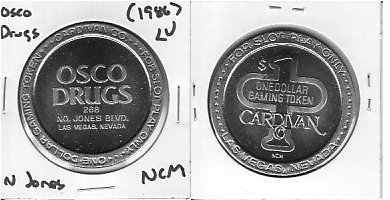 Osco
Drugs
(1986)
LV
ONE DOLLAR GAMING TOKEN · CARDIVAN CO. · FOR SLOT PLAY ONLY
OSCO
DRUGS
268
NO. JONES BLVD.
LAS VEGAS, NEVADA
N Jones
NCM
FOR SLOT PLAY ONLY
$1
ONE DOLLAR
GAMING TOKEN
CARDIVAN
NCM
LAS VEGAS, NEVADA